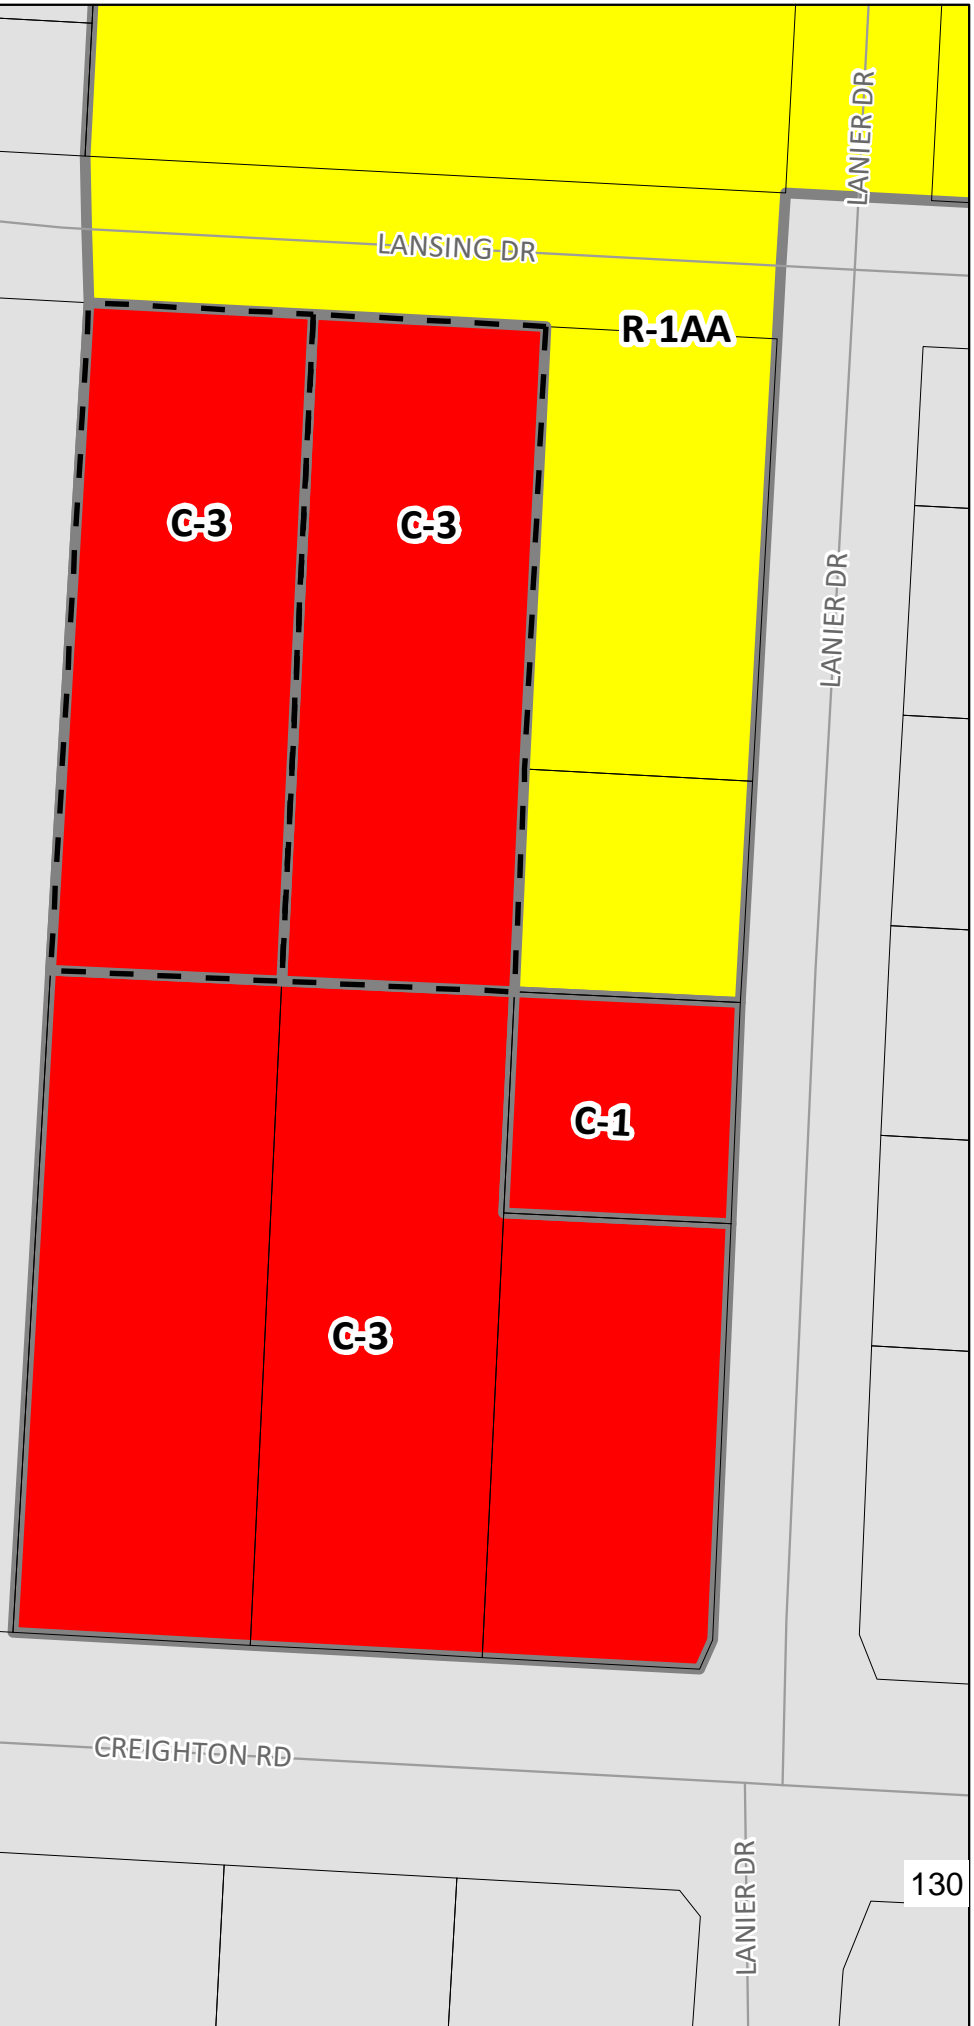 LANIER DR
LANSING DR
R-1AA
C-3
C-3
LANIER DR
C-1
C-3
CREIGHTON RD
LANIER DR
130